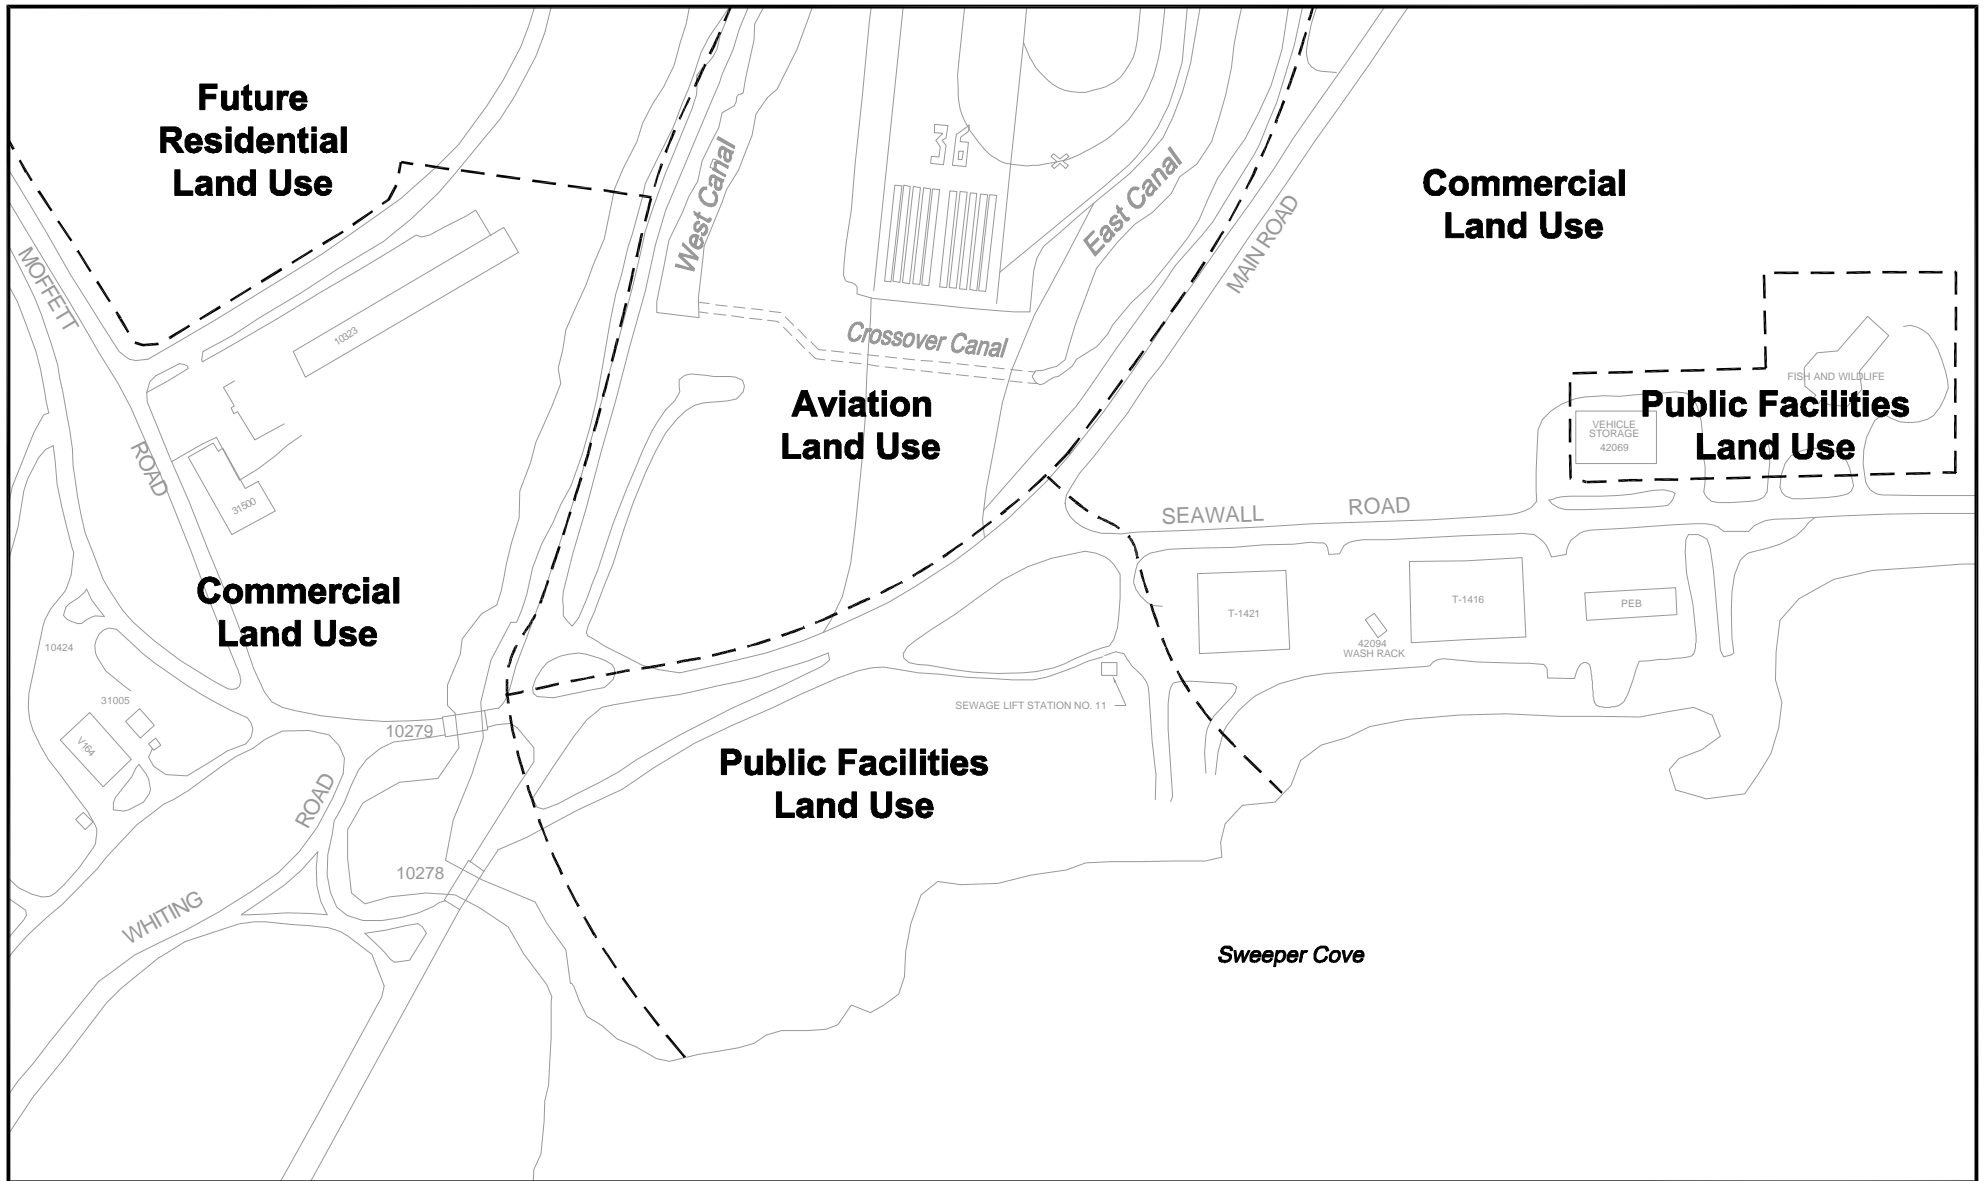 Future
Residential
Land Use
36
West Canal
East Canal
MAIN ROAD
Commercial
Land Use
MOFFETT
ROAD
10323
Crossover Canal
Aviation
Land Use
FISH AND WILDLIFE
Public Facilities
Land Use
VEHICLE
STORAGE
42069
31500
SEAWALL ROAD
Commercial
Land Use
10424
31005
V164
T-1421
T-1416
PEB
42094
WASH RACK
SEWAGE LIFT STATION NO. 11
10279
Public Facilities
Land Use
ROAD
WHITING
10278
Sweeper Cove